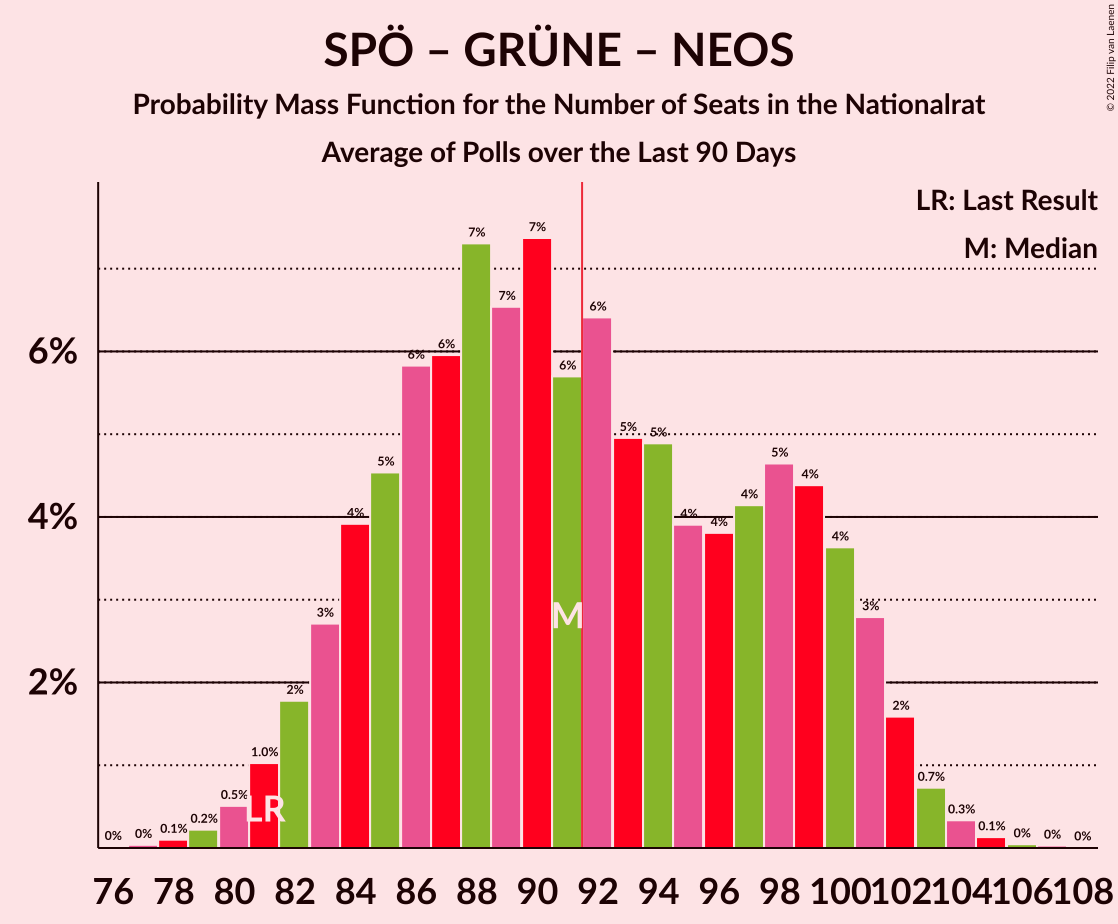 SPÖ – GRÜNE – NEOS
Probability Mass Function for the Number of Seats in the Nationalrat
Average of Polls over the Last 90 Days
© 2022 Filip van Laenen
LR: Last Result
M: Median
6%
4%
2%
0% 0% 0.1% 0.2% 0.5% 1.0% 2% 3% 4% 5% 6% 6% 7% 7% 7% 6% 6% 5% 5% 4% 4% 4% 5% 4% 4% 3% 2% 0.7% 0.3% 0.1% 0% 0% 0%
M
LR
76 78 80 82 84 86 88 90 92 94 96 98 100 102 104 106 108